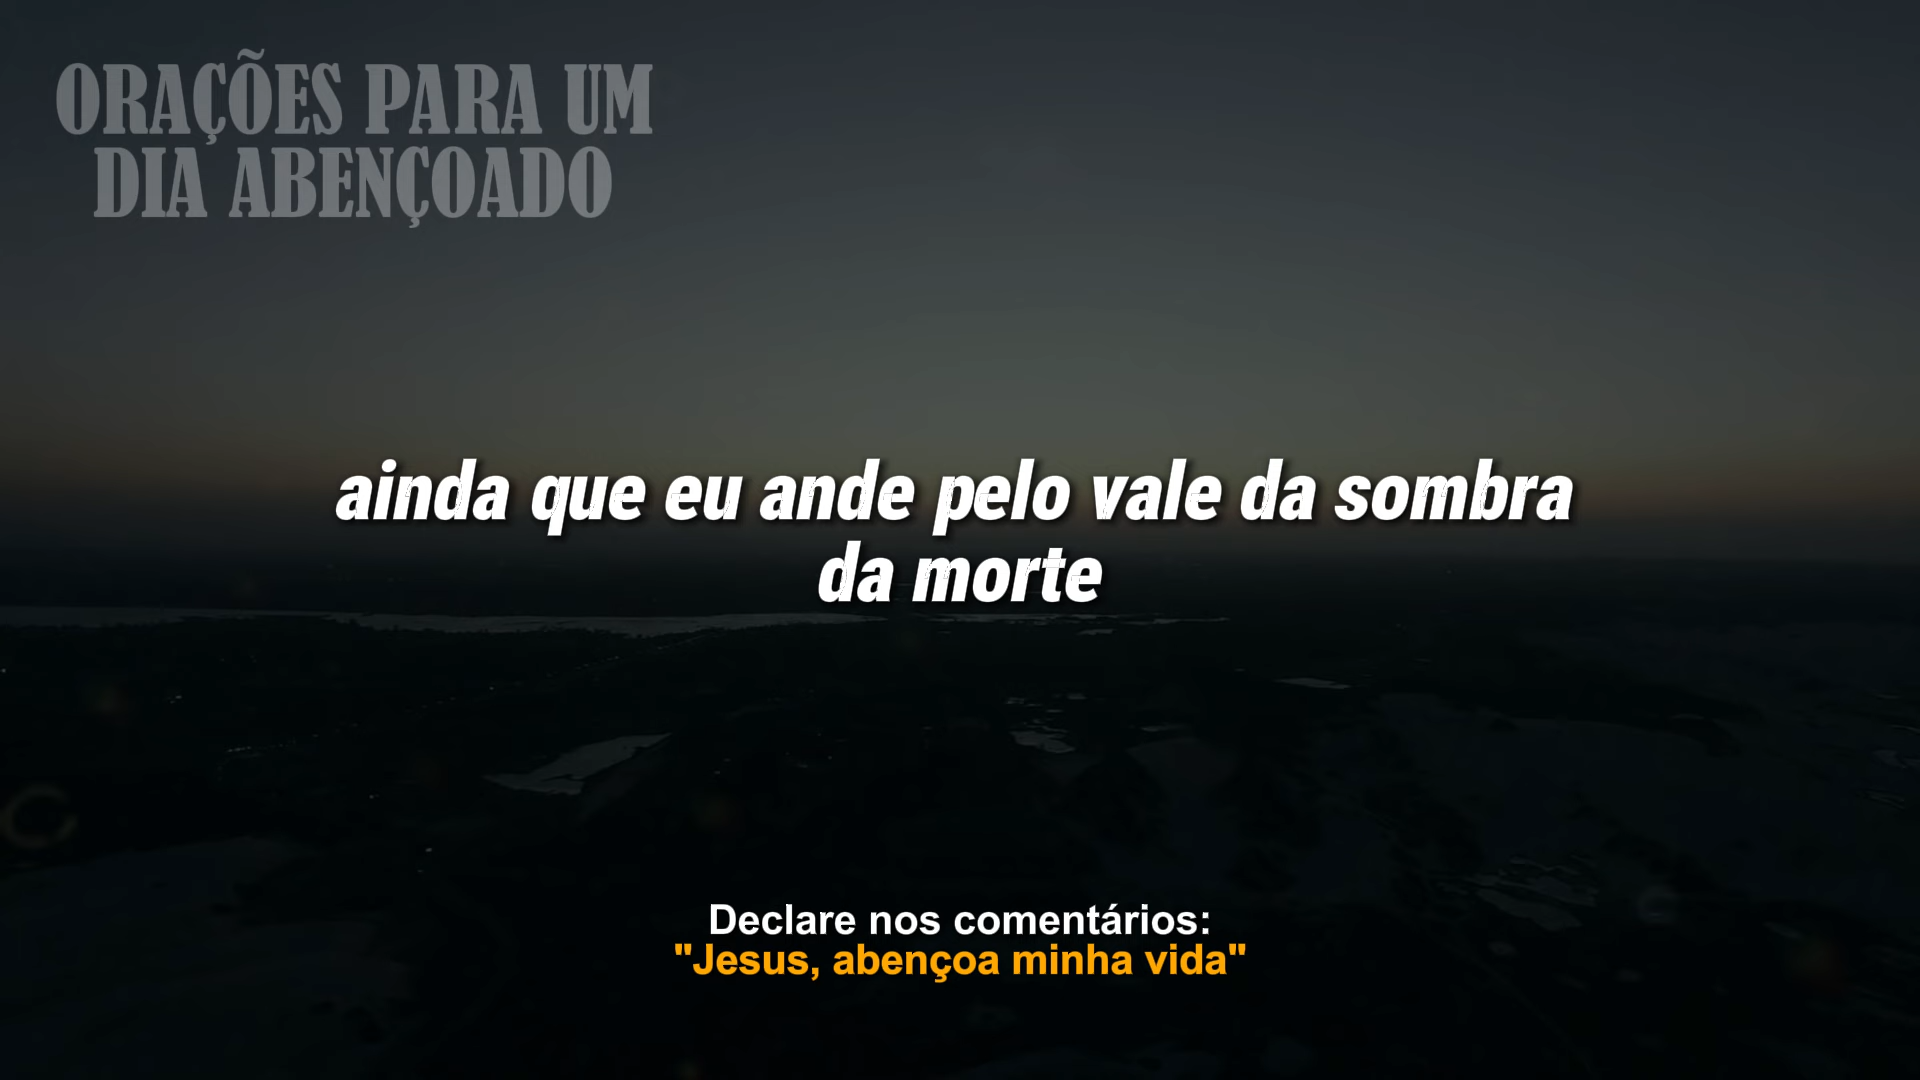 ORAÇÕES PARA UM
DIA ABENÇOADO
ainda que eu ande pelo vale da sombra
da morte
Declare nos comentários:
"Jesus, abençoa minha vida"